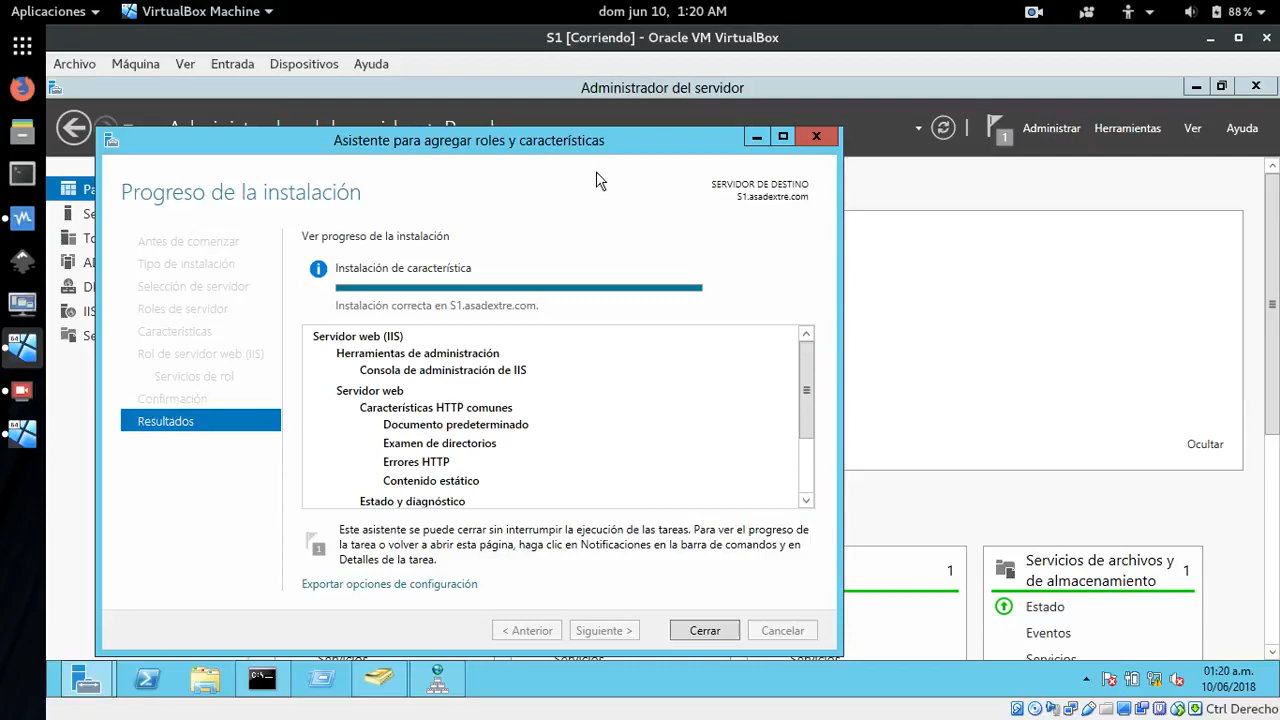 Aplicaciones
VirtualBox Machine
dom jun 10, 1:20 AM
88%
S1 [Corriendo] - Oracle VM VirtualBox
Archivo
Máquina
Ver
Entrada
Dispositivos
Ayuda
Administrador del servidor
1
Administrar
Herramientas
Ver
Ayuda
Asistente para agregar roles y características
Progreso de la instalación
SERVIDOR DE DESTINO
S1.asadextre.com
Antes de comenzar
Tipo de instalación
Selección de servidor
Roles de servidor
Características
Rol de servidor web (IIS)
Servicios de rol
Confirmación
Resultados
Ver progreso de la instalación
Instalación de característica
Instalación correcta en S1.asadextre.com.
Servidor web (IIS)
Herramientas de administración
Consola de administración de IIS
Servidor web
Características HTTP comunes
Documento predeterminado
Examen de directorios
Errores HTTP
Contenido estático
Estado y diagnóstico
1
Este asistente se puede cerrar sin interrumpir la ejecución de las tareas. Para ver el progreso de
la tarea o volver a abrir esta página, haga clic en Notificaciones en la barra de comandos y en
Detalles de la tarea.
Exportar opciones de configuración
< Anterior
Siguiente >
Cerrar
Cancelar
Ocultar
1
Servicios de archivos y
de almacenamiento
1
Estado
Eventos
Servicios
01:20 a.m.
10/06/2018
Ctrl Derecho